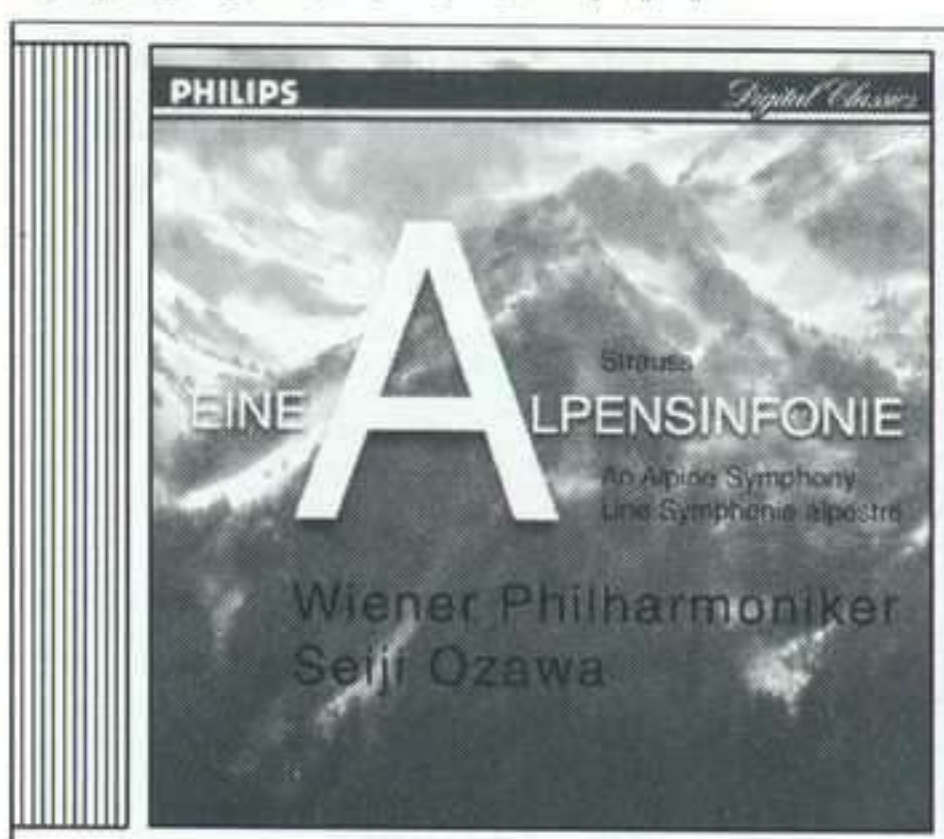 PHILIPS
Digital Classics
Strauss
EINE ALPENSINFONIE
An Alpine Symphony
Une Symphonie alpestre
Wiener Philharmoniker
Seiji Ozawa